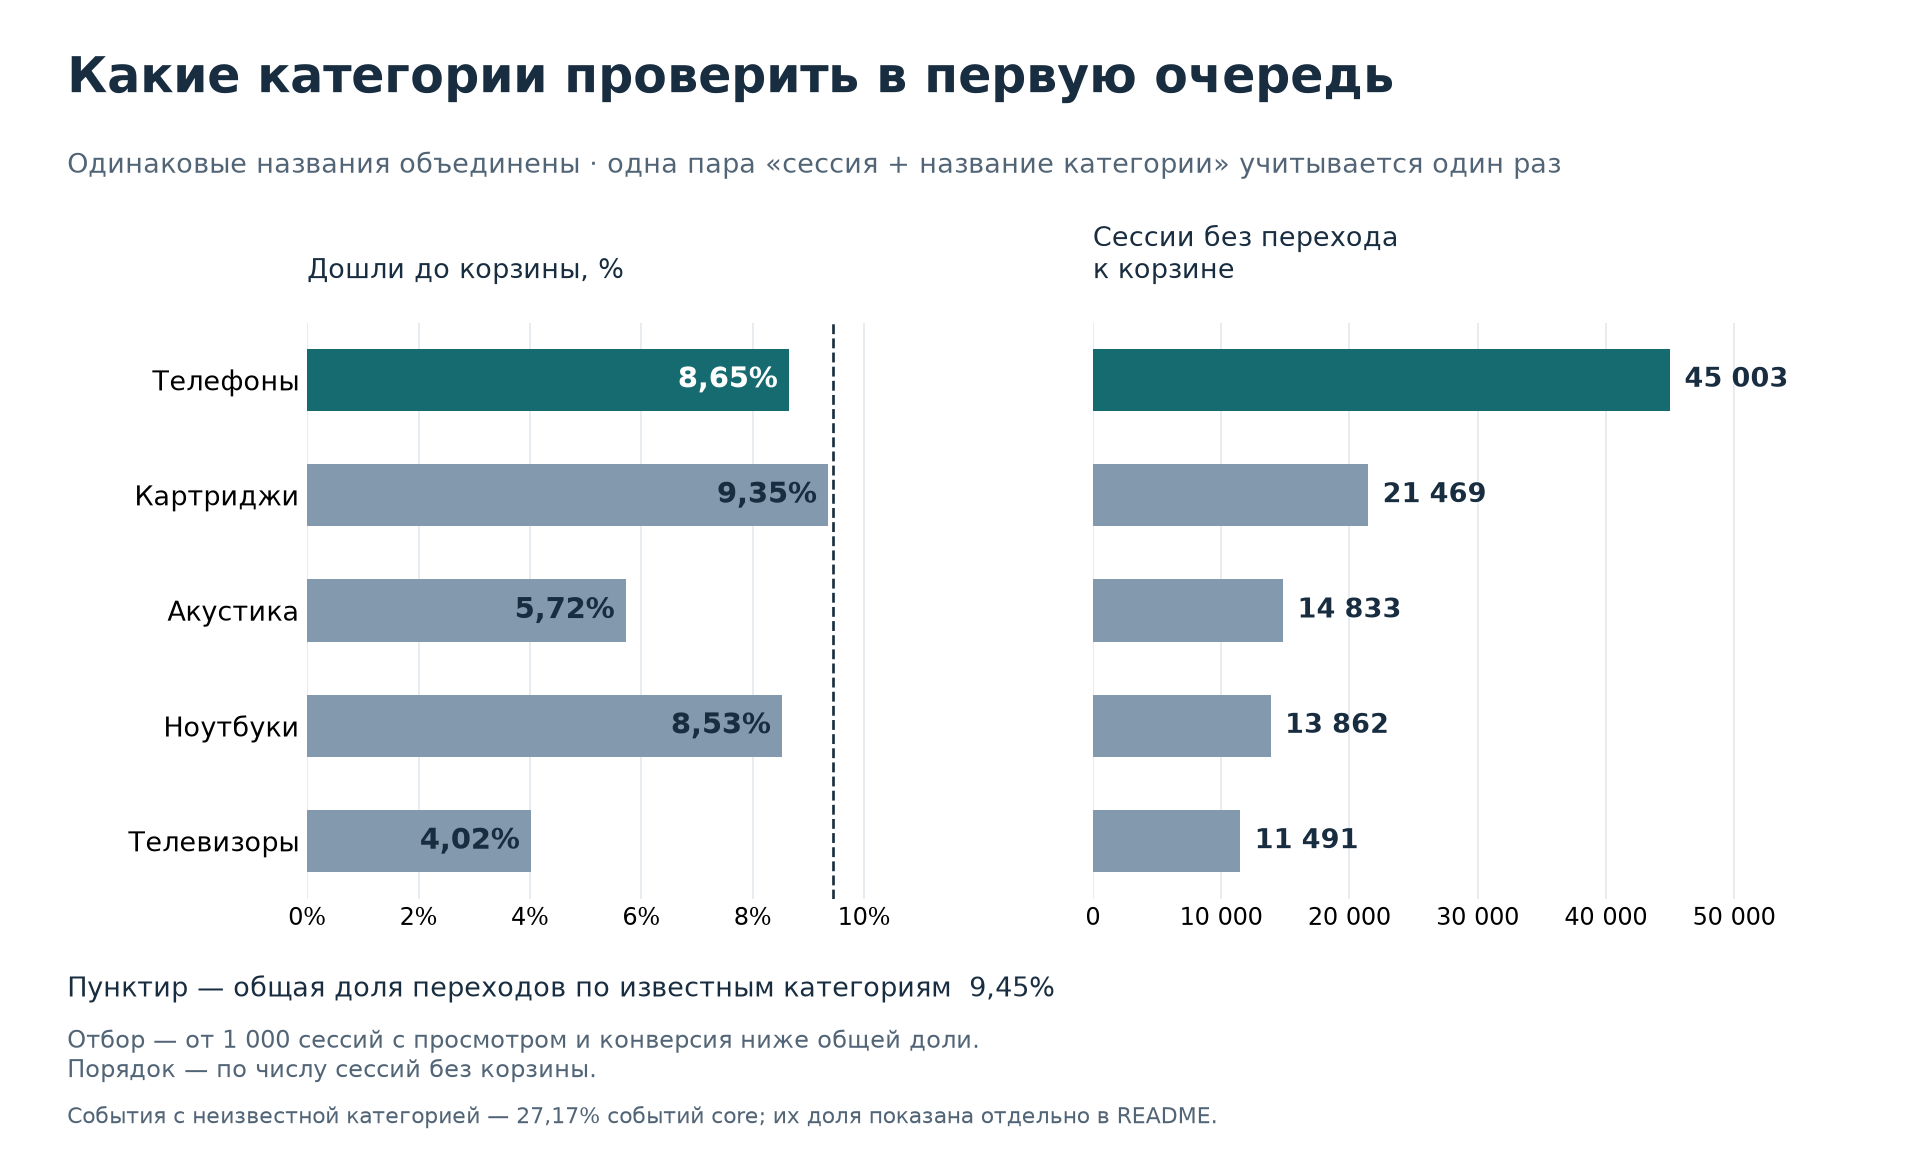 Какие категории проверить в первую очередь
Одинаковые названия объединены · одна пара «сессия + название категории» учитывается один раз
Дошли до корзины, %
Телефоны
8,65%
Картриджи
9,35%
Акустика
5,72%
Ноутбуки
8,53%
Телевизоры
4,02%
0%
2%
4%
6%
8%
10%
Сессии без перехода
к корзине
45 003
21 469
14 833
13 862
11 491
0
10 000
20 000
30 000
40 000
50 000
Пунктир — общая доля переходов по известным категориям 9,45%
Отбор — от 1 000 сессий с просмотром и конверсия ниже общей доли.
Порядок — по числу сессий без корзины.
События с неизвестной категорией — 27,17% событий core; их доля показана отдельно в README.